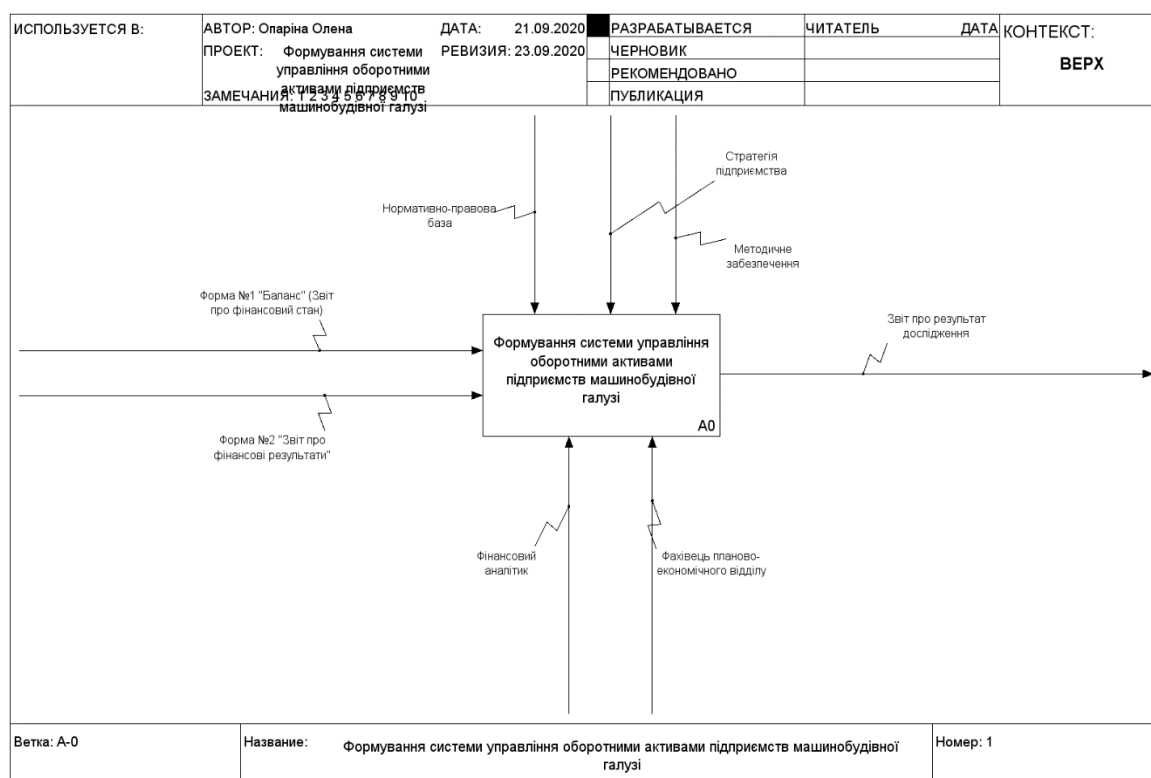 ИСПОЛЬЗУЕТСЯ В:
АВТОР: Опаріна Олена
ДАТА: 21.09.2020
РАЗРАБАТЫВАЕТСЯ
ЧИТАТЕЛЬ
ДАТА
КОНТЕКСТ:
ПРОЕКТ: Формування системи
управління оборотними
активами підприємств
машинобудівної галузі
РЕВИЗИЯ: 23.09.2020
ЧЕРНОВИК
ВЕРХ
РЕКОМЕНДОВАНО
ЗАМЕЧАНИЯ: 1 2 3 4 5 6 7 8 9 10
ПУБЛИКАЦИЯ
Стратегія
підприємства
Нормативно-правова
база
Методичне
забезпечення
Форма №1 "Баланс" (Звіт
про фінансовий стан)
Звіт про результат
дослідження
Формування системи управління
оборотними активами
підприємств машинобудівної
галузі
A0
Форма №2 "Звіт про
фінансові результати"
Фінансовий
аналітик
Фахівець планово-
економічного відділу
Ветка: A-0
Название:
Формування системи управління оборотними активами підприємств машинобудівної
галузі
Номер: 1